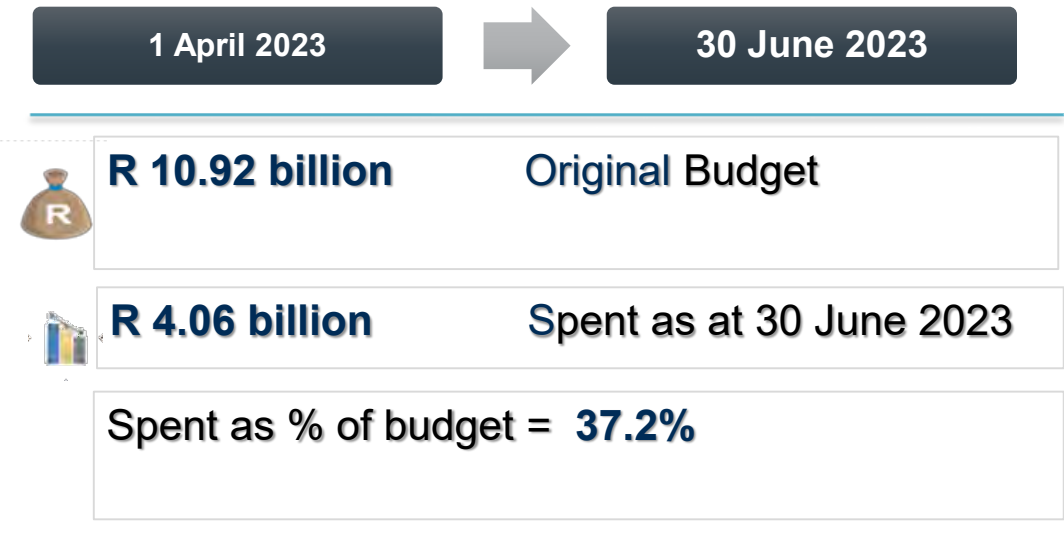 1 April 2023
30 June 2023
R 10.92 billion Original Budget
R
R 4.06 billion Spent as at 30 June 2023
Spent as % of budget = 37.2%